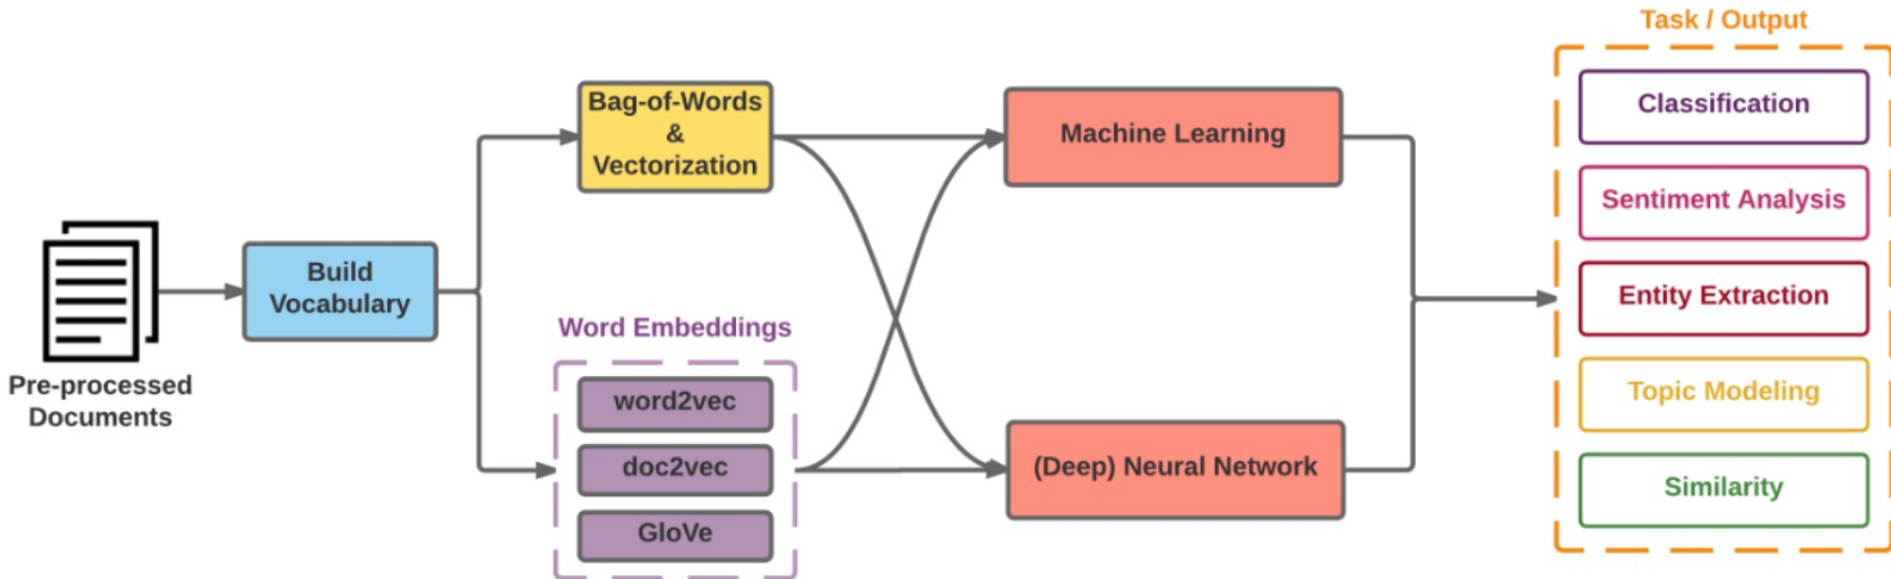 Pre-processed
Documents
Build
Vocabulary
Bag-of-Words
&
Vectorization
Word Embeddings
word2vec
doc2vec
GloVe
Machine Learning
(Deep) Neural Network
Task / Output
Classification
Sentiment Analysis
Entity Extraction
Topic Modeling
Similarity